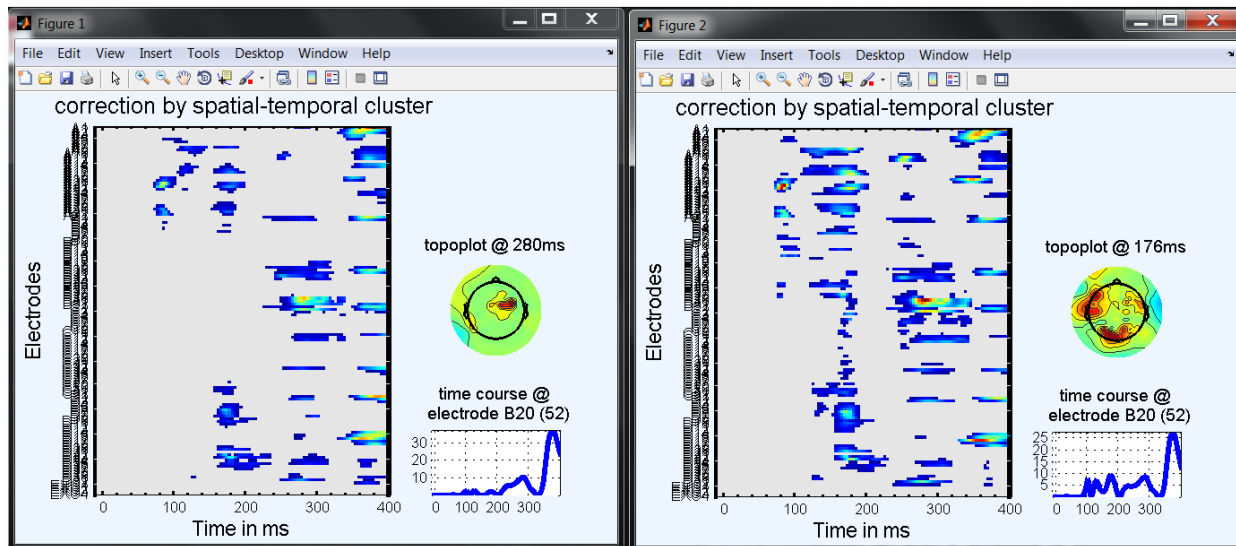 Figure 1
File Edit View Insert Tools Desktop Window Help
correction by spatial-temporal cluster
Electrodes
0 100 200 300 400
Time in ms
topoplot @ 280ms
time course @
electrode B20 (52)
30
20
10
0 100 200 300
Figure 2
File Edit View Insert Tools Desktop Window Help
correction by spatial-temporal cluster
Electrodes
0 100 200 300 400
Time in ms
topoplot @ 176ms
time course @
electrode B20 (52)
25
20
15
10
5
0 100 200 300